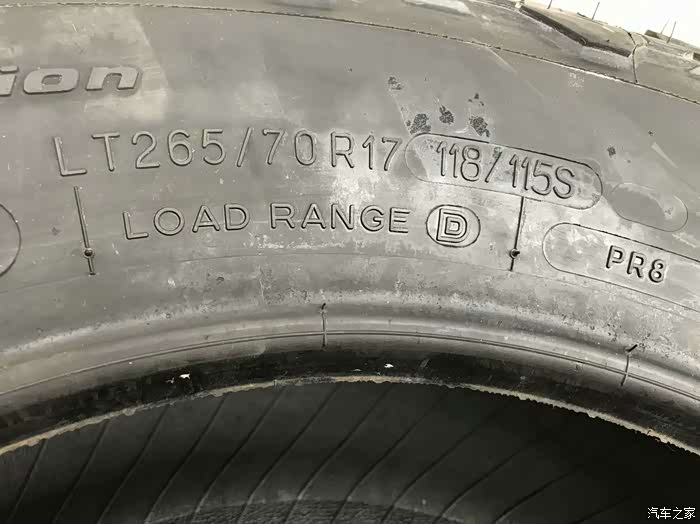 ion
LT265/70R17 118/115S
LOAD RANGE D
PR8
汽车之家